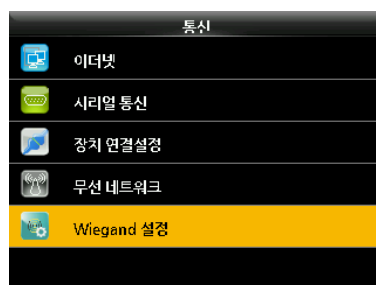 통신
이더넷
시리얼 통신
장치 연결설정
무선 네트워크
Wiegand 설정